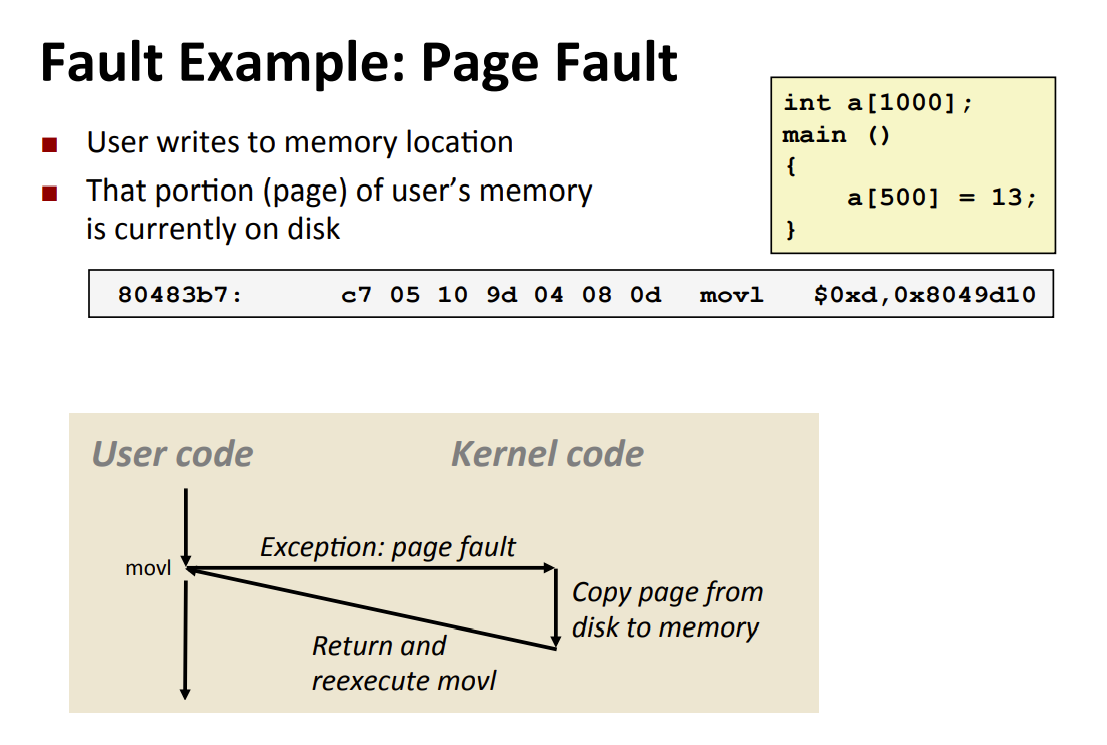 Fault Example: Page Fault
User writes to memory location
That portion (page) of user’s memory
is currently on disk
int a[1000];
main ()
{
    a[500] = 13;
}
80483b7:      c7 05 10 9d 04 08 0d   movl   $0xd,0x8049d10
User code
Kernel code
Exception: page fault
movl
Copy page from
disk to memory
Return and
reexecute movl